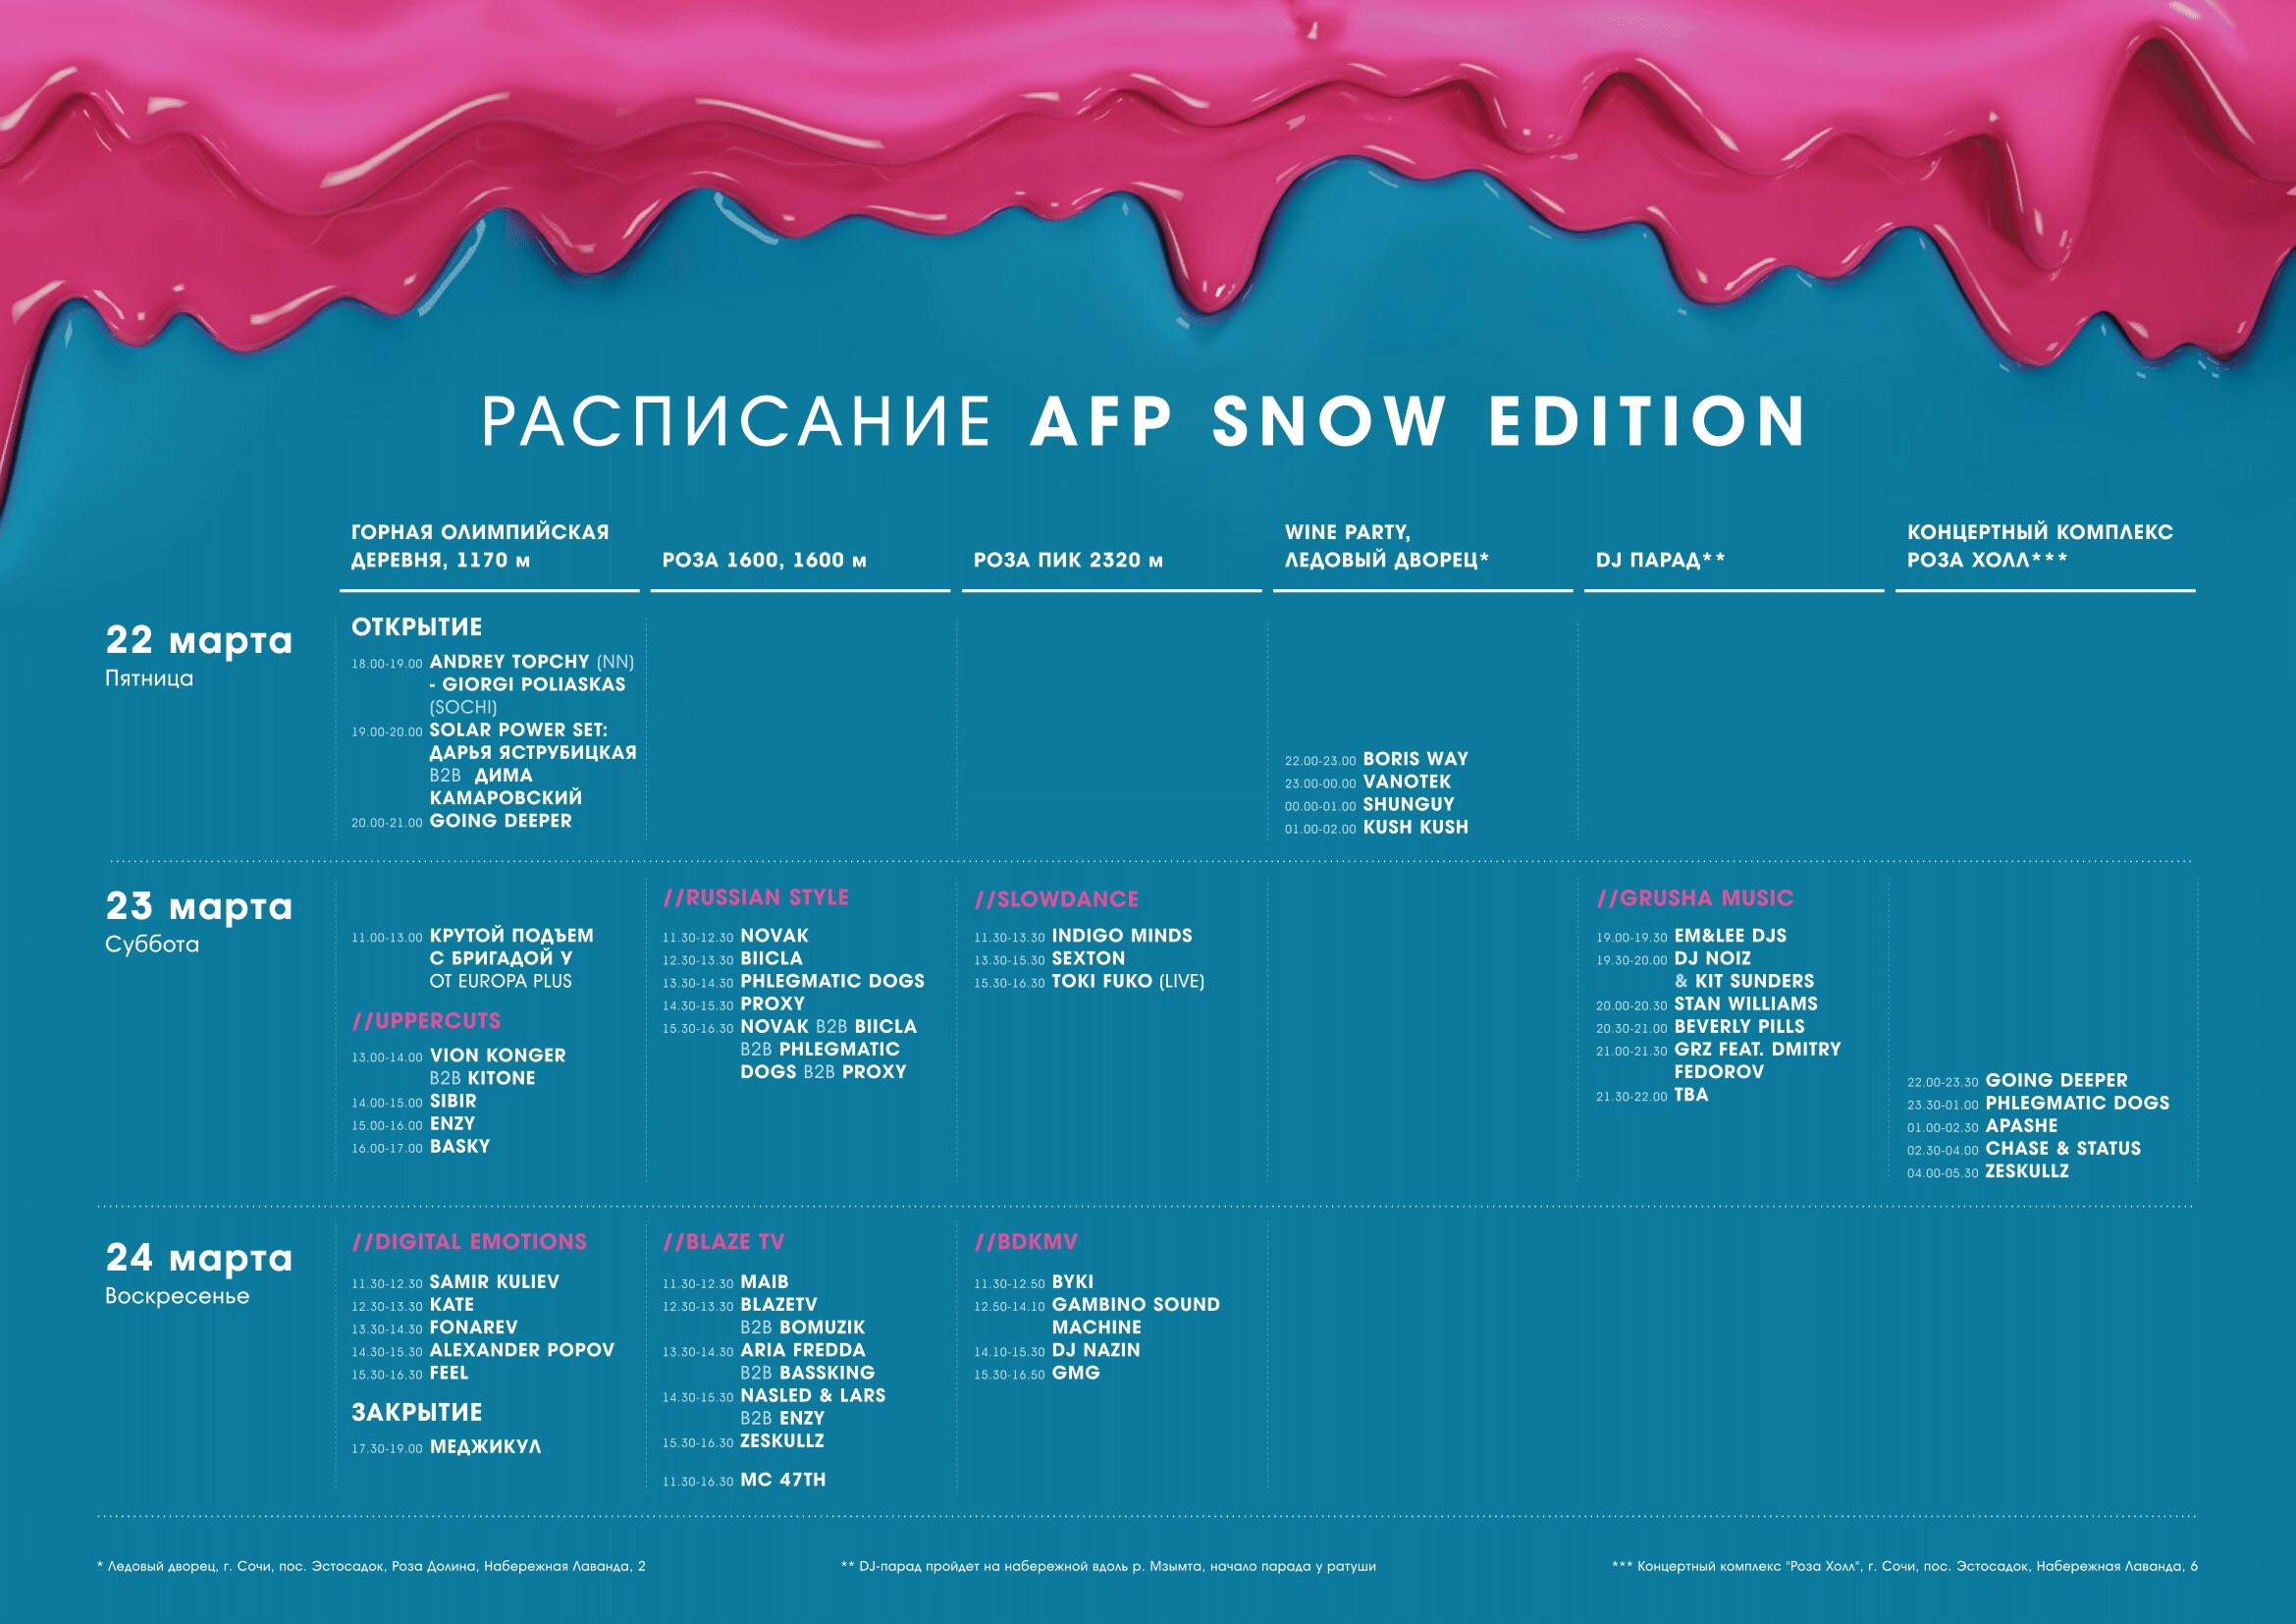 РАСПИСАНИЕ AFP SNOW EDITION
ГОРНАЯ ОЛИМПИЙСКАЯ
ДЕРЕВНЯ, 1170 м
РОЗА 1600, 1600 м
РОЗА ПИК 2320 м
WINE PARTY,
ЛЕДОВЫЙ ДВОРЕЦ*
DJ ПАРАД**
КОНЦЕРТНЫЙ КОМПЛЕКС
РОЗА ХОЛЛ***
22 марта
Пятница
ОТКРЫТИЕ
18.00-19.00 ANDREY TOPCHY (NN)
- GIORGI POLIASKAS
(SOCHI)
19.00-20.00 SOLAR POWER SET:
ДАРЬЯ ЯСТРУБИЦКАЯ
B2B ДИМА
КАМАРОВСКИЙ
20.00-21.00 GOING DEEPER
22.00-23.00 BORIS WAY
23.00-00.00 VANOTEK
00.00-01.00 SHUNGUY
01.00-02.00 KUSH KUSH
23 марта
Суббота
11.00-13.00 КРУТОЙ ПОДЪЕМ
С БРИГАДОЙ У
ОТ EUROPA PLUS
//UPPERCUTS
13.00-14.00 VION KONGER
B2B KITONE
14.00-15.00 SIBIR
15.00-16.00 ENZY
16.00-17.00 BASKY
//RUSSIAN STYLE
11.30-12.30 NOVAK
12.30-13.30 BIICLA
13.30-14.30 PHLEGMATIC DOGS
14.30-15.30 PROXY
15.30-16.30 NOVAK B2B BIICLA
B2B PHLEGMATIC
DOGS B2B PROXY
//SLOWDANCE
11.30-13.30 INDIGO MINDS
13.30-15.30 SEXTON
15.30-16.30 TOKI FUKO (LIVE)
//GRUSHA MUSIC
19.00-19.30 EM&LEE DJS
19.30-20.00 DJ NOIZ
& KIT SUNDERS
20.00-20.30 STAN WILLIAMS
20.30-21.00 BEVERLY PILLS
21.00-21.30 GRZ FEAT. DMITRY
FEDOROV
21.30-22.00 TBA
22.00-23.30 GOING DEEPER
23.30-01.00 PHLEGMATIC DOGS
01.00-02.30 APASHE
02.30-04.00 CHASE & STATUS
04.00-05.30 ZESKULLZ
24 марта
Воскресенье
//DIGITAL EMOTIONS
11.30-12.30 SAMIR KULIEV
12.30-13.30 KATE
13.30-14.30 FONAREV
14.30-15.30 ALEXANDER POPOV
15.30-16.30 FEEL
ЗАКРЫТИЕ
17.30-19.00 МЕДЖИКУЛ
//BLAZE TV
11.30-12.30 MAIB
12.30-13.30 BLAZETV
B2B BOMUZIK
13.30-14.30 ARIA FREDDA
B2B BASSKING
14.30-15.30 NASLED & LARS
B2B ENZY
15.30-16.30 ZESKULLZ
11.30-16.30 MC 47TH
//BDKMV
11.30-12.50 BYKI
12.50-14.10 GAMBINO SOUND
MACHINE
14.10-15.30 DJ NAZIN
15.30-16.50 GMG
* Ледовый дворец, г. Сочи, пос. Эстосадок, Роза Долина, Набережная Лаванда, 2
** DJ-парад пройдет на набережной вдоль р. Мзымта, начало парада у ратуши
*** Концертный комплекс "Роза Холл", г. Сочи, пос. Эстосадок, Набережная Лаванда, 6